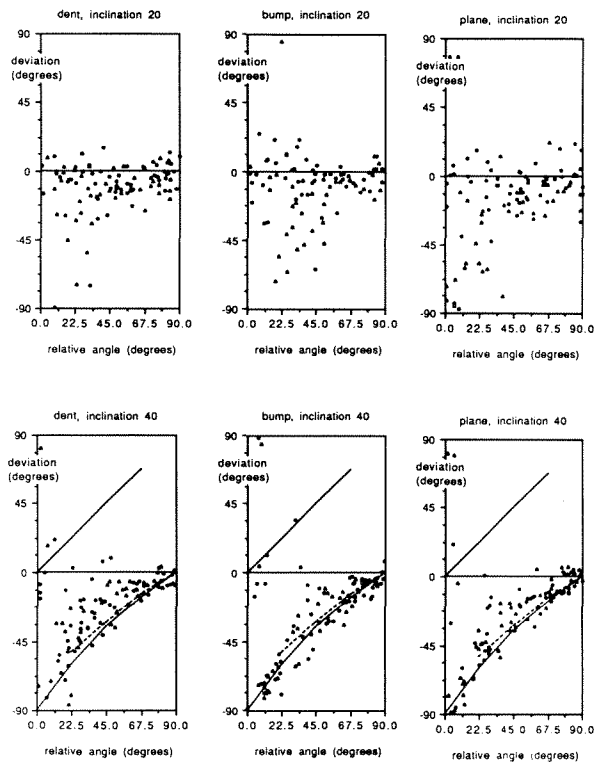 dent, inclination 20
bump, inclination 20
plane, inclination 20
90
deviation
(degrees)
45
0
-45
-90
0.0 22.5 45.0 67.5 90.0
relative angle (degrees)
90
deviation
(degrees)
45
0
-45
-90
0.0 22.5 45.0 67.5 90.0
relative angle (degrees)
90
deviation
(degrees)
45
0
-45
-90
0.0 22.5 45.0 67.5 90.0
relative angle (degrees)
dent, inclination 40
bump, inclination 40
plane, inclination 40
90
deviation
(degrees)
45
0
-45
-90
0.0 22.5 45.0 67.5 90.0
relative angle (degrees)
90
deviation
(degrees)
45
0
-45
-90
0.0 22.5 45.0 67.5 90.0
relative angle (degrees)
90
deviation
(degrees)
45
0
-45
-90
0.0 22.5 45.0 67.5 90.0
relative angle (degrees)